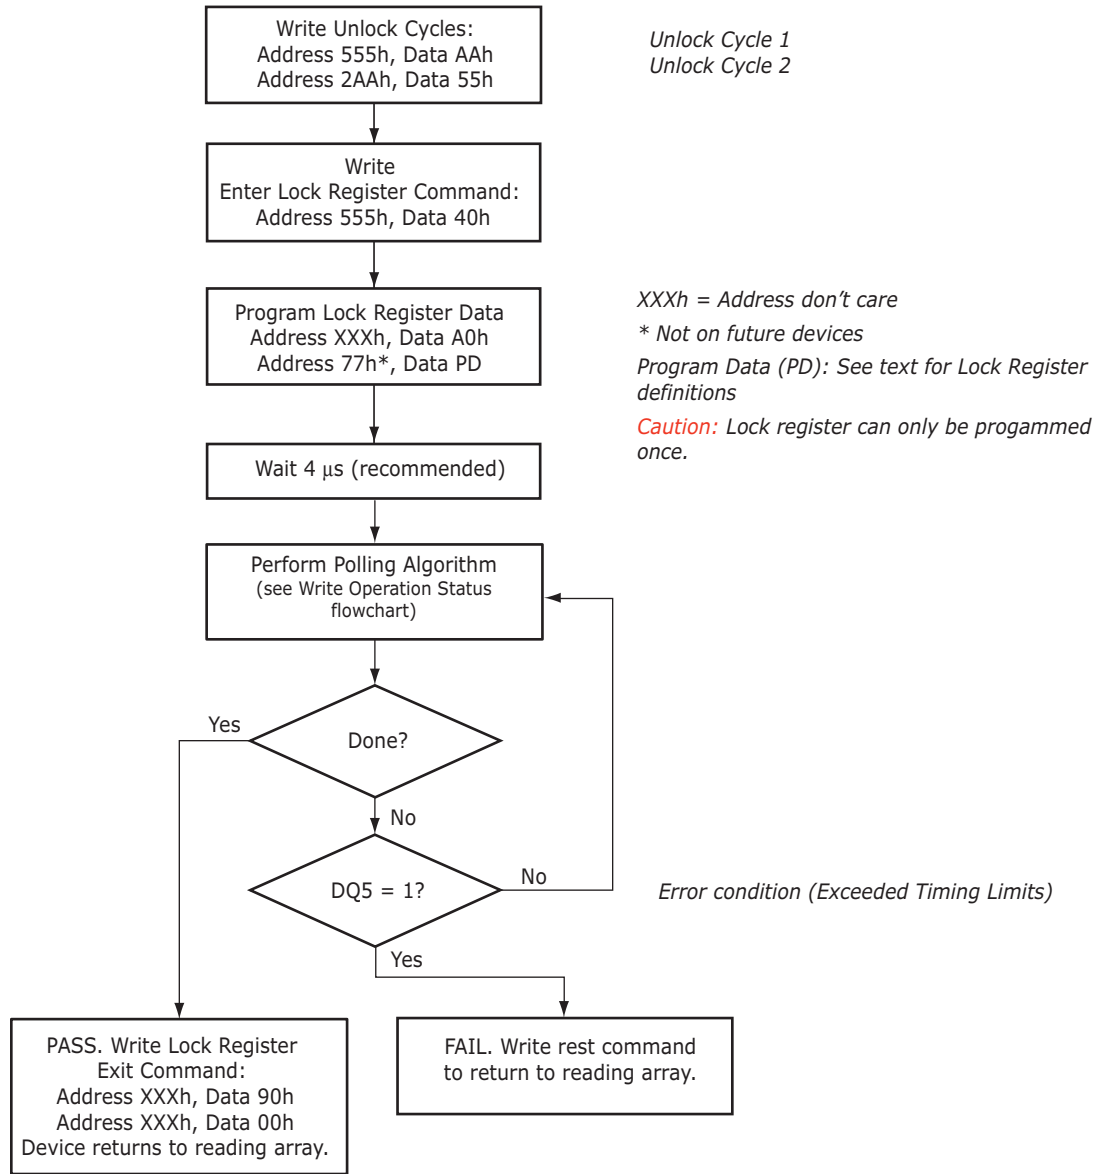 Write Unlock Cycles:
Address 555h, Data AAh
Address 2AAh, Data 55h
Unlock Cycle 1
Unlock Cycle 2
Write
Enter Lock Register Command:
Address 555h, Data 40h
Program Lock Register Data
Address XXXh, Data A0h
Address 77h*, Data PD
XXXh = Address don't care
* Not on future devices
Program Data (PD): See text for Lock Register
definitions
Caution: Lock register can only be progammed
once.
Wait 4 μs (recommended)
Perform Polling Algorithm
(see Write Operation Status
flowchart)
Yes
Done?
No
DQ5 = 1?
No
Error condition (Exceeded Timing Limits)
Yes
PASS. Write Lock Register
Exit Command:
Address XXXh, Data 90h
Address XXXh, Data 00h
Device returns to reading array.
FAIL. Write rest command
to return to reading array.